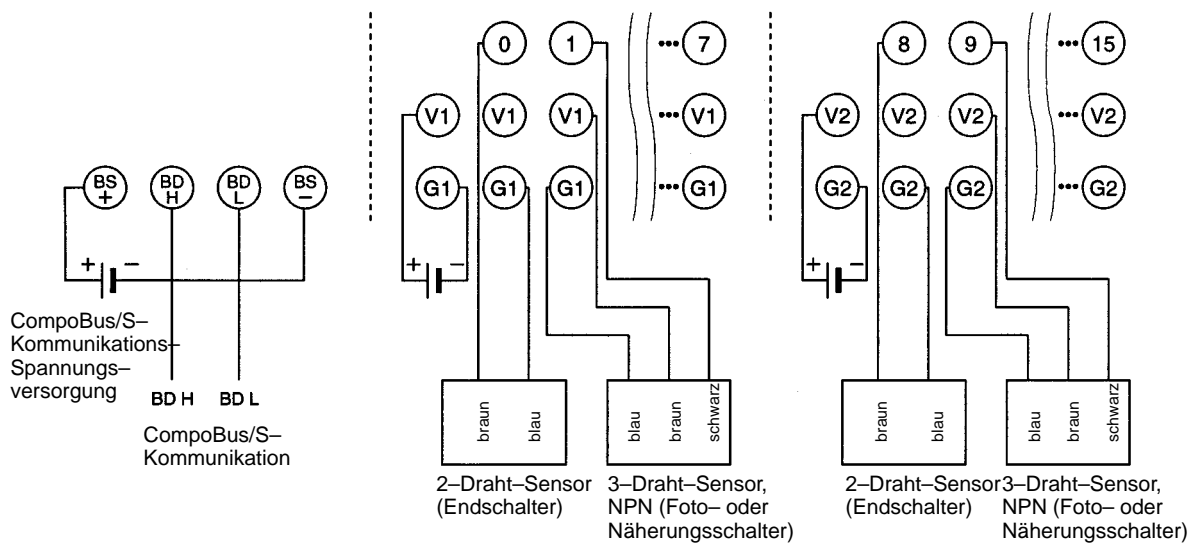 0 1 ••• 7
V1 V1 V1 ••• V1
G1 G1 G1 ••• G1
8 9 ••• 15
V2 V2 V2 ••• V2
G2 G2 G2 ••• G2
BS + BD H BD L BS –
+ –
CompoBus/S–
Kommunikations–
Spannungs–
versorgung
BD H BD L
CompoBus/S–
Kommunikation
+ –
braun blau
2–Draht–Sensor
(Endschalter)
blau braun schwarz
3–Draht–Sensor,
NPN (Foto– oder
Näherungsschalter)
+ –
braun blau
2–Draht–Sensor
(Endschalter)
blau braun schwarz
3–Draht–Sensor,
NPN (Foto– oder
Näherungsschalter)